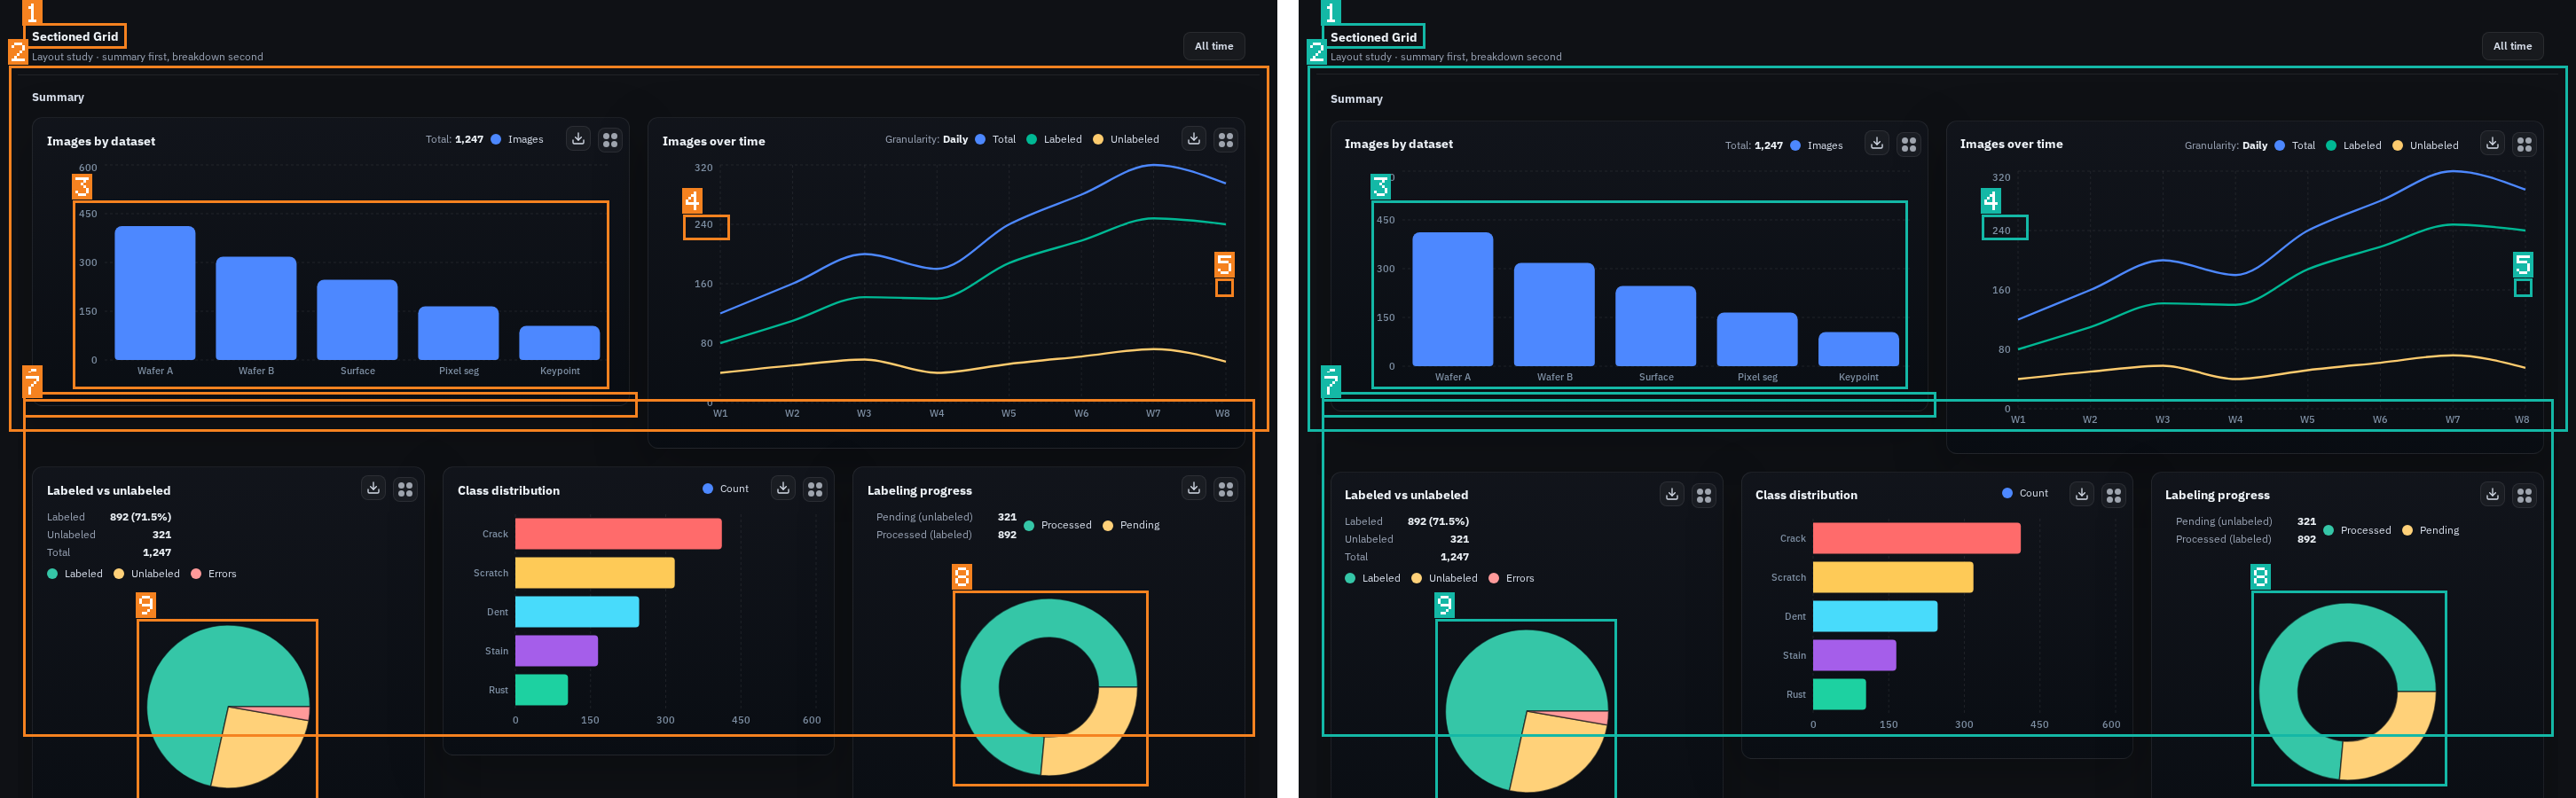 1
Sectioned Grid
2
Layout study · summary first, breakdown second
All time
Summary
Images by dataset
Total: 1,247 Images
600
3
450
300
150
0
Wafer A Wafer B Surface Pixel seg Keypoint
Images over time
Granularity: Daily Total Labeled Unlabeled
320
4
240
5
160
80
0
W1 W2 W3 W4 W5 W6 W7 W8
7
Labeled vs unlabeled
Labeled 892 (71.5%)
Unlabeled 321
Total 1,247
Labeled Unlabeled Errors
9
Class distribution
Count
Crack
Scratch
Dent
Stain
Rust
0 150 300 450 600
Labeling progress
Pending (unlabeled) 321
Processed (labeled) 892
Processed Pending
8
1
Sectioned Grid
2
Layout study · summary first, breakdown second
All time
Summary
Images by dataset
Total: 1,247 Images
3
450
300
150
0
Wafer A Wafer B Surface Pixel seg Keypoint
Images over time
Granularity: Daily Total Labeled Unlabeled
320
4
240
5
160
80
0
W1 W2 W3 W4 W5 W6 W7 W8
7
Labeled vs unlabeled
Labeled 892 (71.5%)
Unlabeled 321
Total 1,247
Labeled Unlabeled Errors
9
Class distribution
Count
Crack
Scratch
Dent
Stain
Rust
0 150 300 450 600
Labeling progress
Pending (unlabeled) 321
Processed (labeled) 892
Processed Pending
8